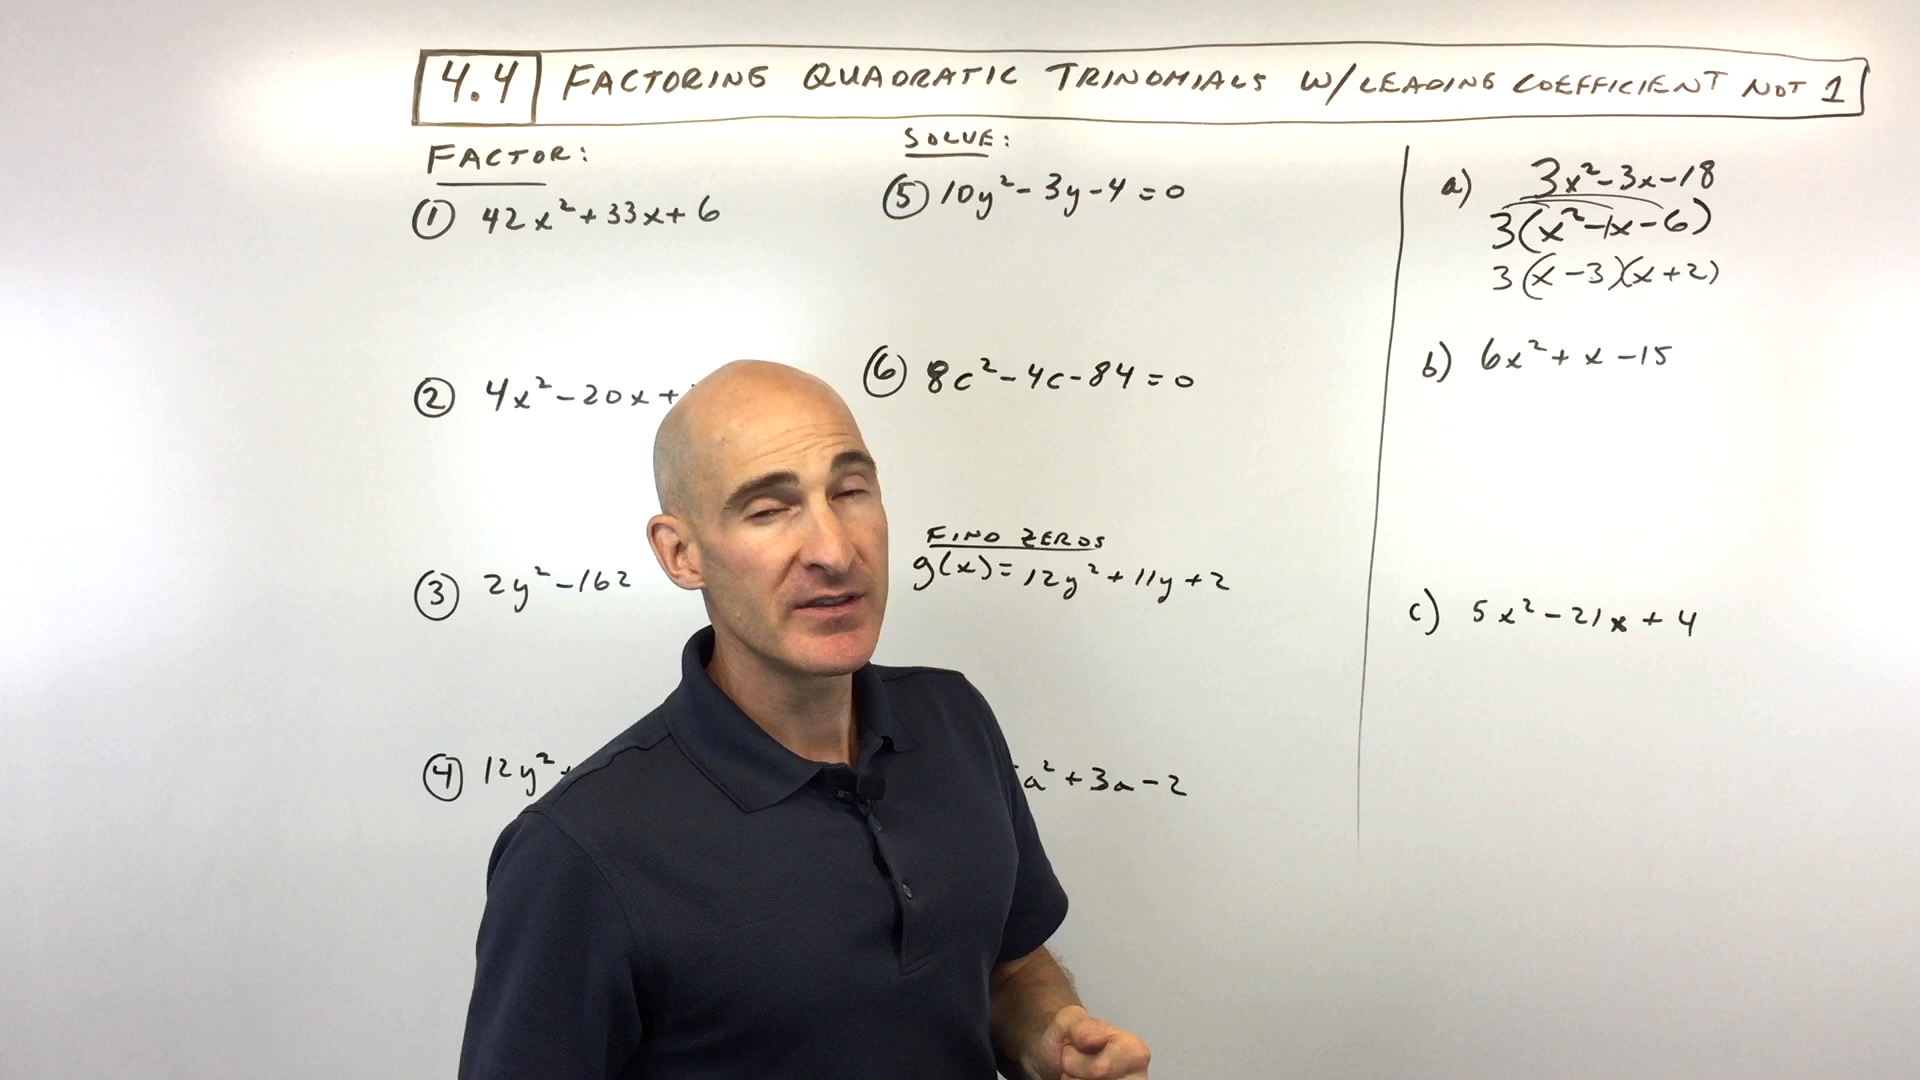 4.4 FACTORING QUADRATIC TRINOMIALS W/LEADING COEFFICIENT NOT 1
FACTOR:
① 42x²+33x+6
② 4x²-20x+
③ 2y²-162
④ 12y²+
SOLVE:
⑤ 10y²-3y-4=0
⑥ 8c²-4c-84=0
FIND ZEROS
g(x)=12y²+11y+2
a²+3a-2
a) 3x²-3x-18
3(x²-1x-6)
3(x-3)(x+2)
b) 6x²+x-15
c) 5x²-21x+4